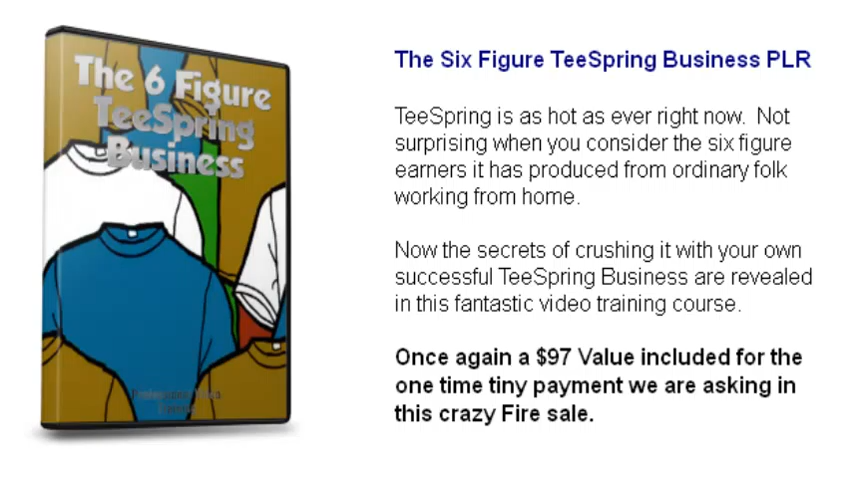 The 6 Figure
TeeSpring
Business
The Six Figure TeeSpring Business PLR
TeeSpring is as hot as ever right now. Not
surprising when you consider the six figure
earners it has produced from ordinary folk
working from home.
Now the secrets of crushing it with your own
successful TeeSpring Business are revealed
in this fantastic video training course.
Once again a $97 Value included for the
one time tiny payment we are asking in
this crazy Fire sale.